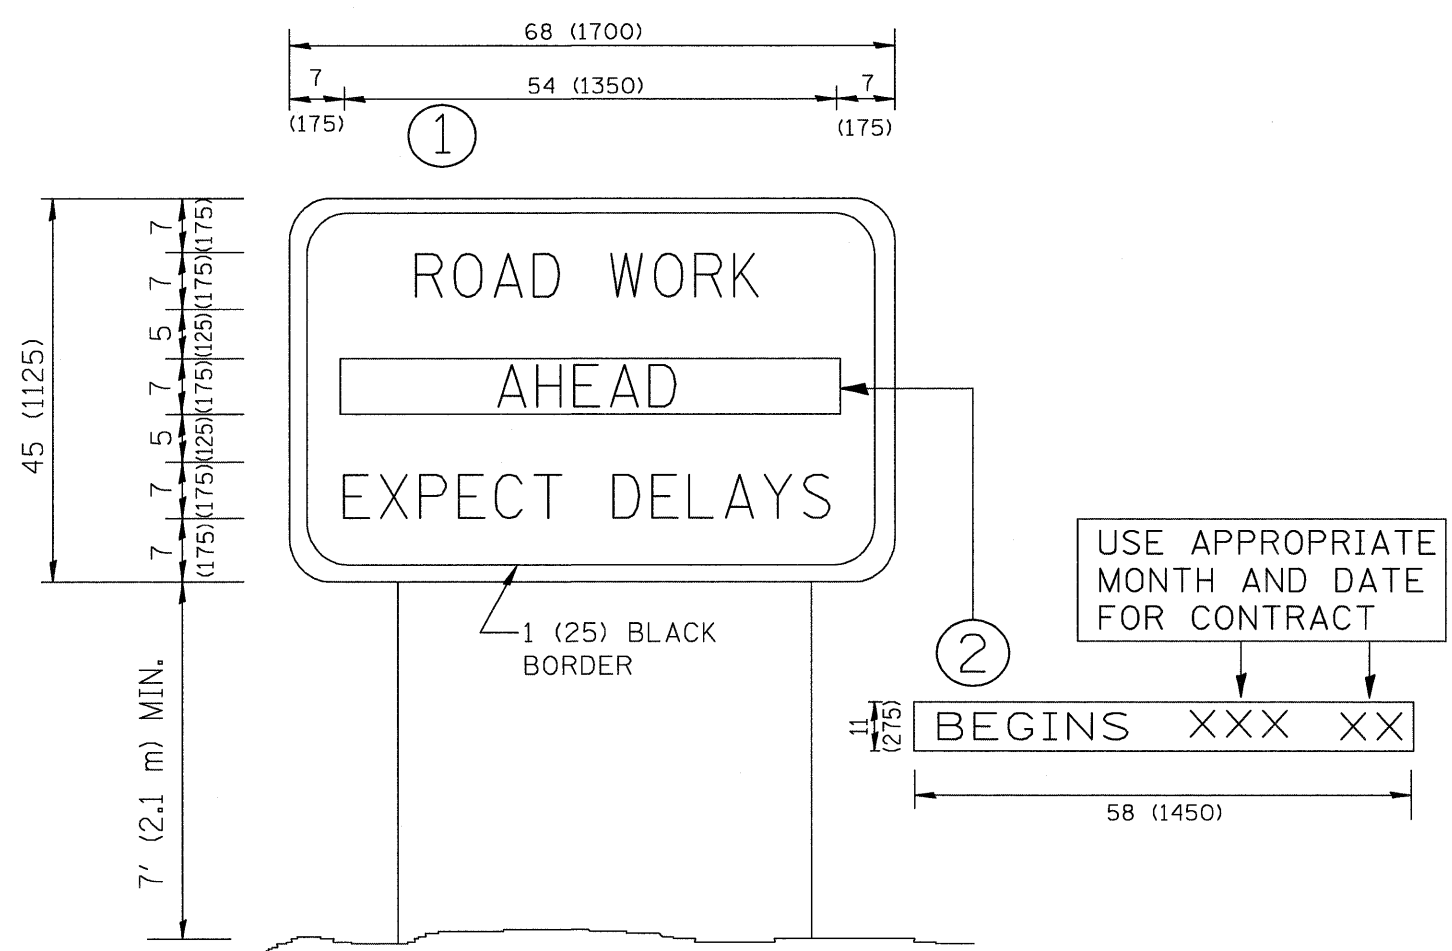 68 (1700)
7
54 (1350)
7
(175)
(175)
1
45 (1125)
7
(175)
7
(175)
5
(125)
7
(175)
5
(125)
7
(175)
7
(175)
ROAD WORK
AHEAD
EXPECT DELAYS
1 (25) BLACK
BORDER
7' (2.1 m) MIN.
2
USE APPROPRIATE
MONTH AND DATE
FOR CONTRACT
11
(275)
BEGINS XXX XX
58 (1450)